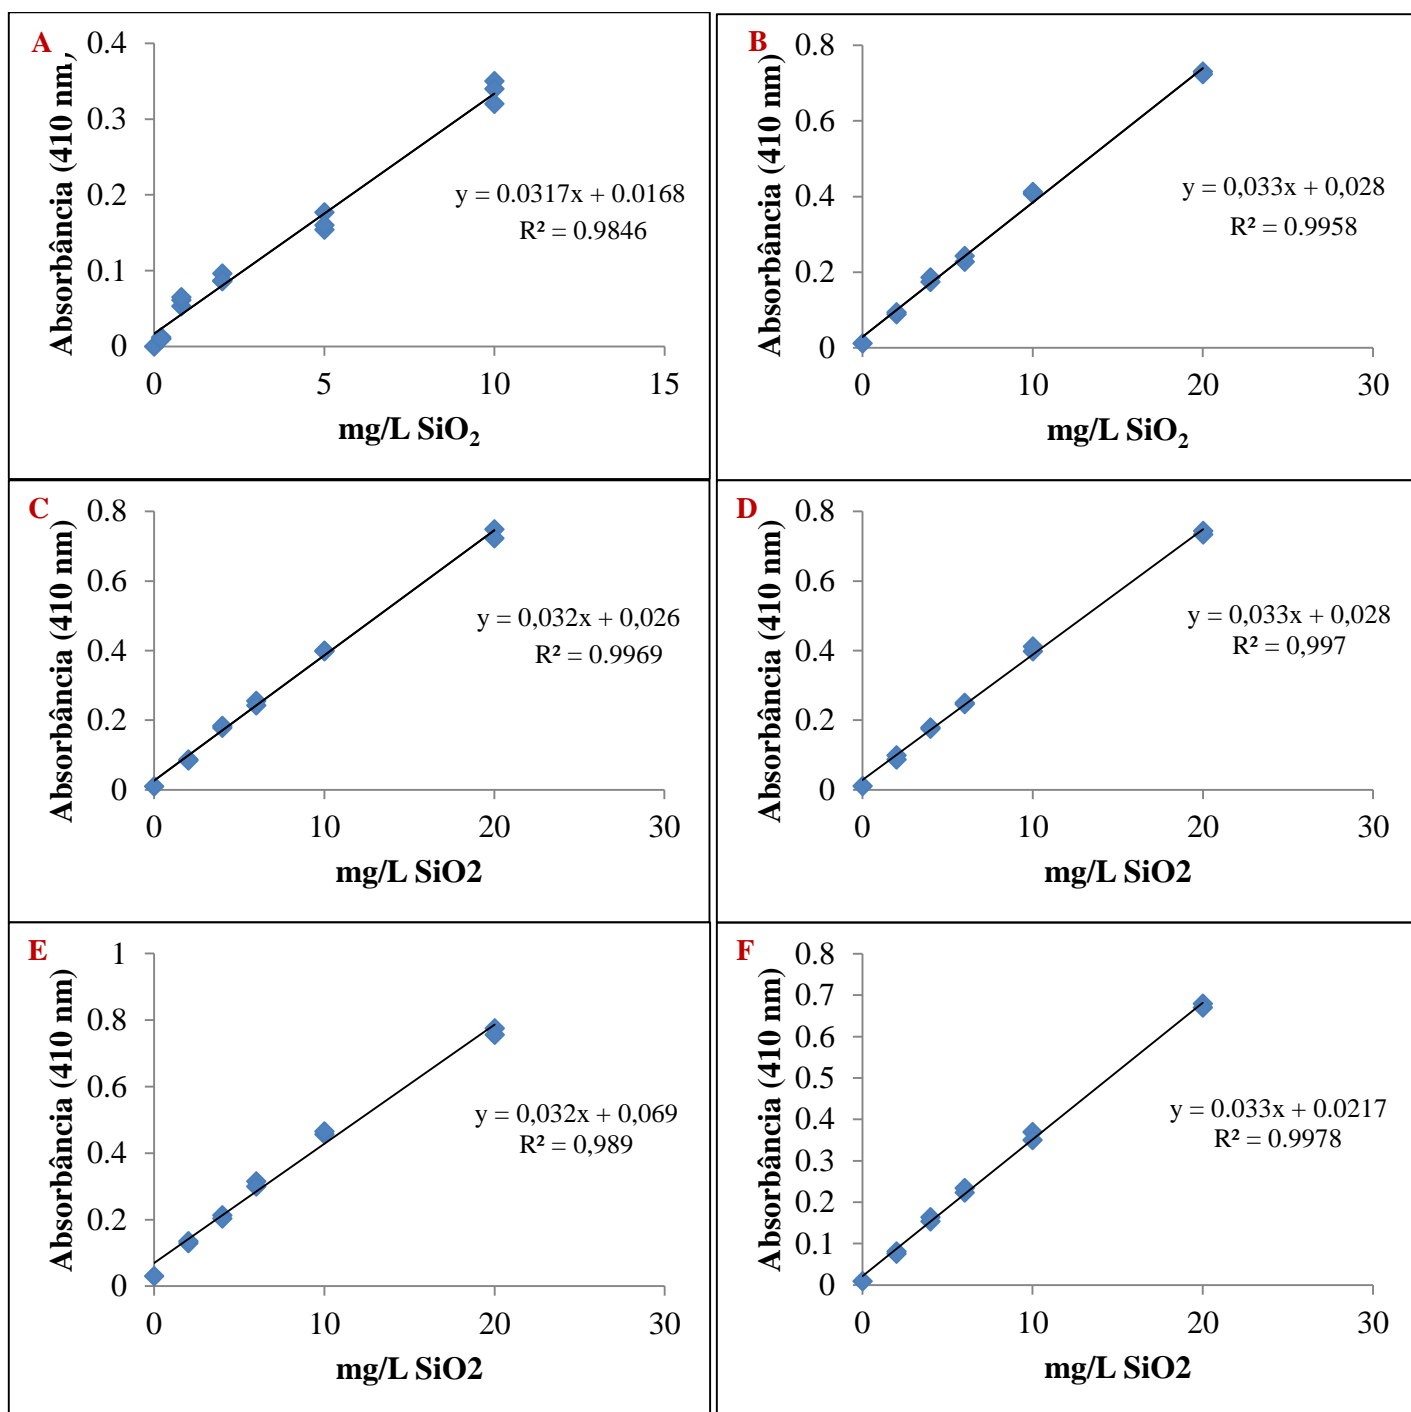 A
Absorbância (410 nm)
0.4
0.3
0.2
0.1
0
y = 0.0317x + 0.0168
R² = 0.9846
0 5 10 15
mg/L SiO₂
B
Absorbância (410 nm)
0.8
0.6
0.4
0.2
0
y = 0,033x + 0,028
R² = 0.9958
0 10 20 30
mg/L SiO₂
C
Absorbância (410 nm)
0.8
0.6
0.4
0.2
0
y = 0,032x + 0,026
R² = 0.9969
0 10 20 30
mg/L SiO2
D
Absorbância (410 nm)
0.8
0.6
0.4
0.2
0
y = 0,033x + 0,028
R² = 0,997
0 10 20 30
mg/L SiO2
E
Absorbância (410 nm)
1
0.8
0.6
0.4
0.2
0
y = 0,032x + 0,069
R² = 0,989
0 10 20 30
mg/L SiO2
F
Absorbância (410 nm)
0.8
0.7
0.6
0.5
0.4
0.3
0.2
0.1
0
y = 0.033x + 0.0217
R² = 0.9978
0 10 20 30
mg/L SiO2